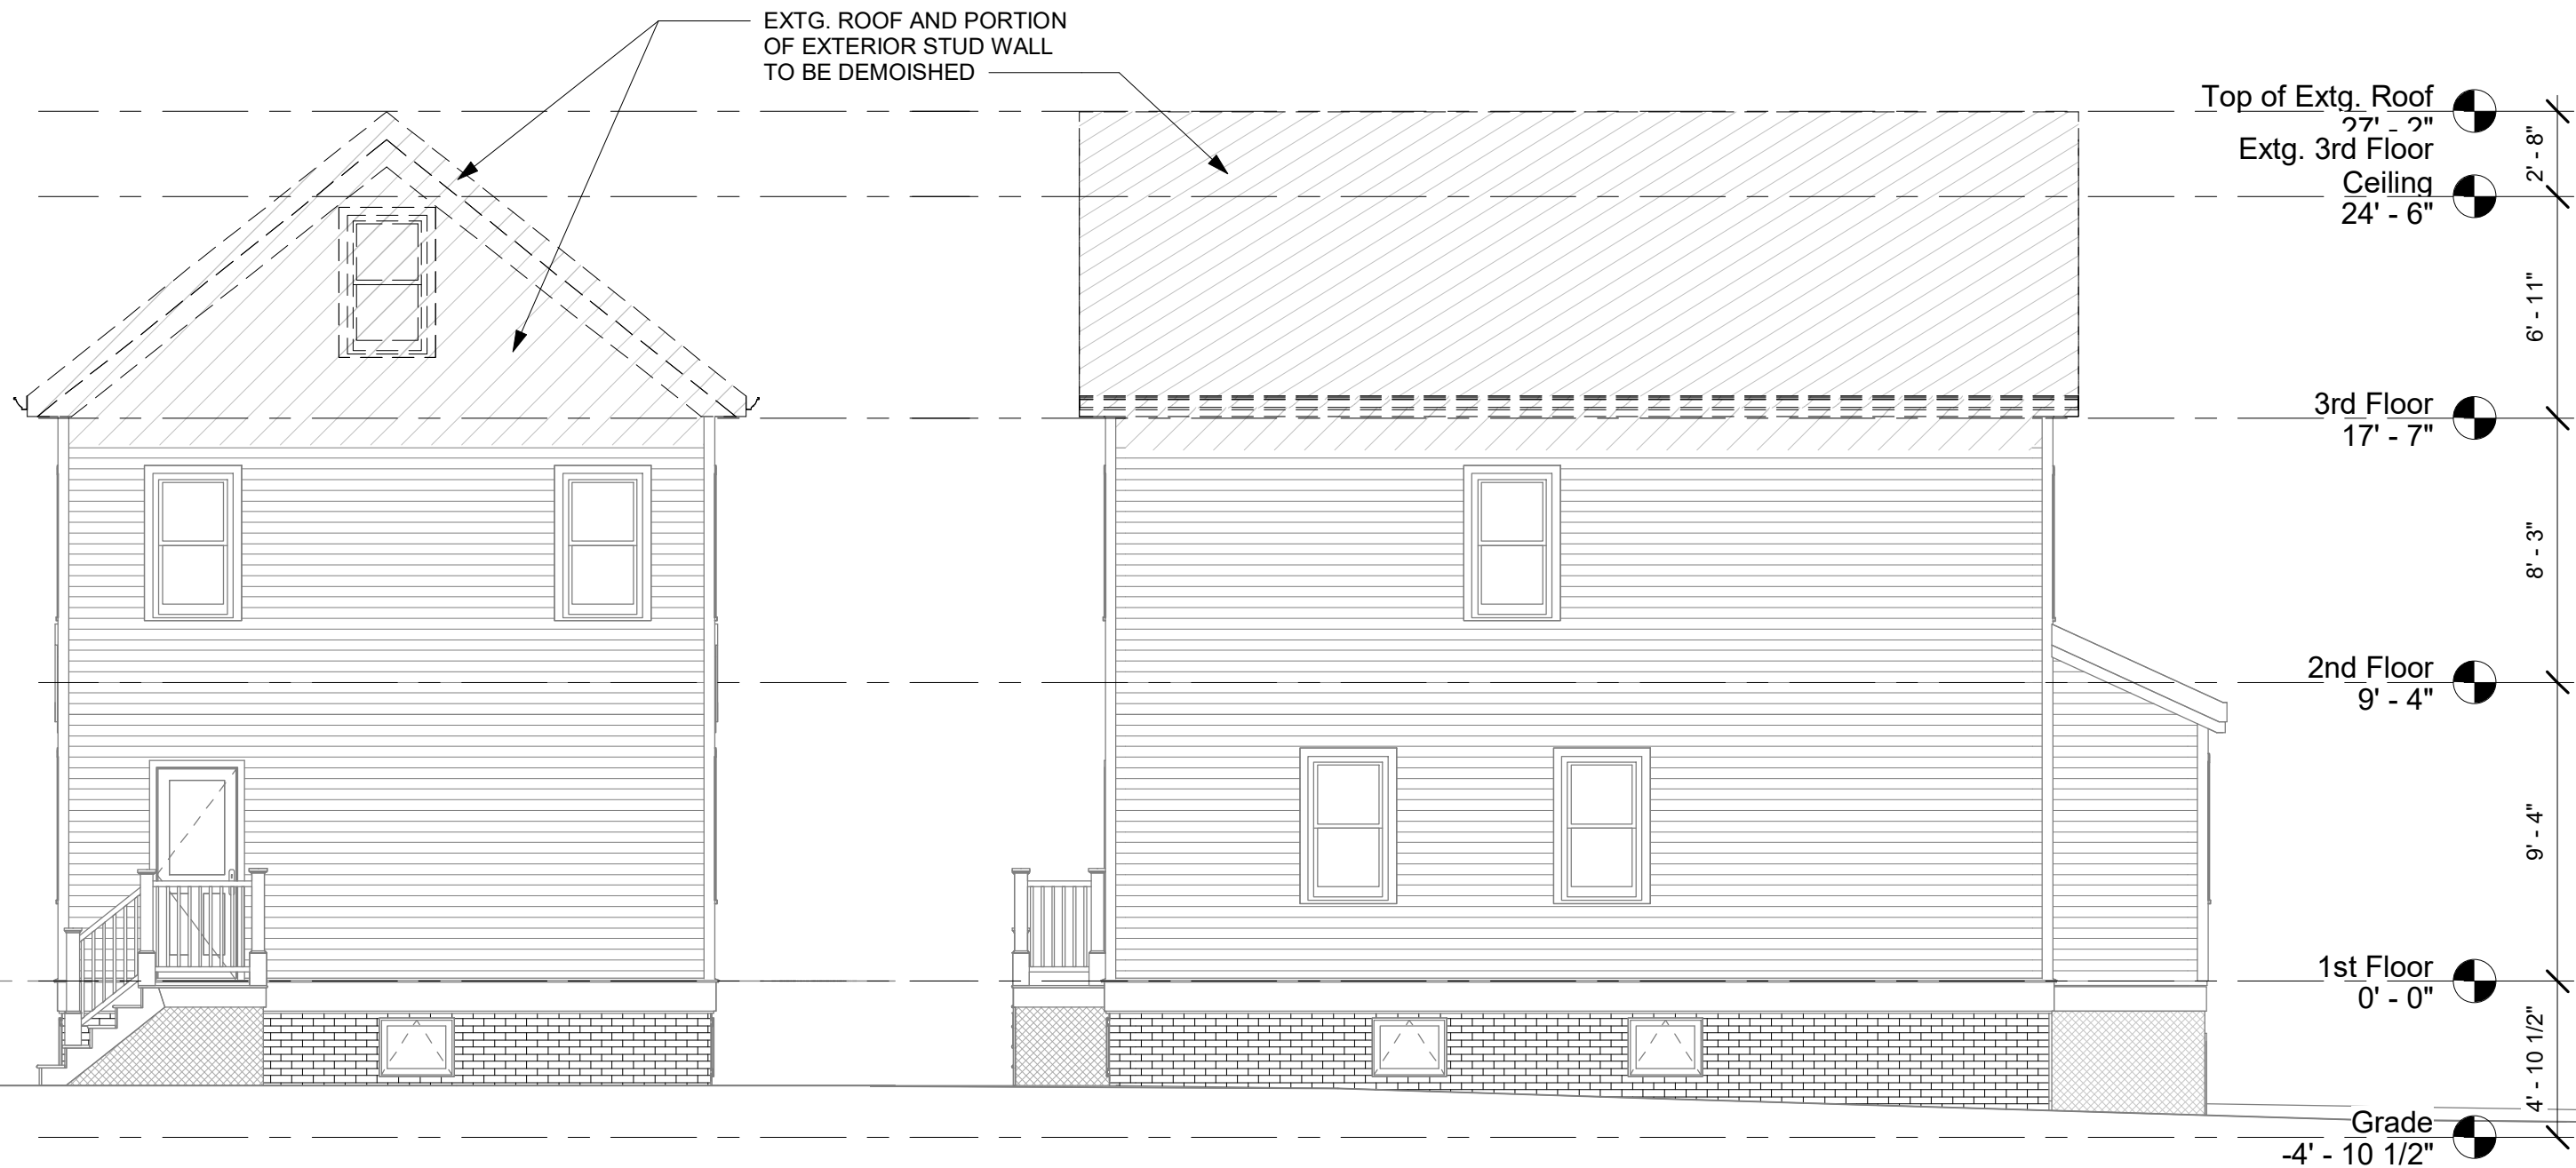 EXTG. ROOF AND PORTION
OF EXTERIOR STUD WALL
TO BE DEMOISHED
Top of Extg. Roof
27' - 2"
2' - 8"
Extg. 3rd Floor
Ceiling
24' - 6"
6' - 11"
3rd Floor
17' - 7"
8' - 3"
2nd Floor
9' - 4"
9' - 4"
1st Floor
0' - 0"
4' - 10 1/2"
Grade
-4' - 10 1/2"